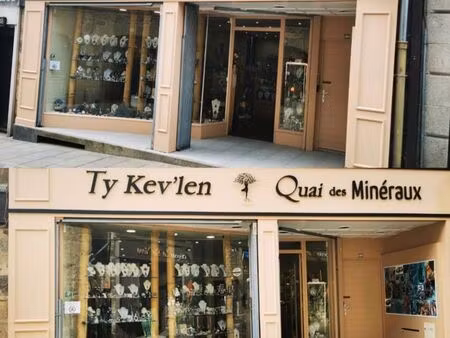 Ty Kev'len Quai des Minéraux